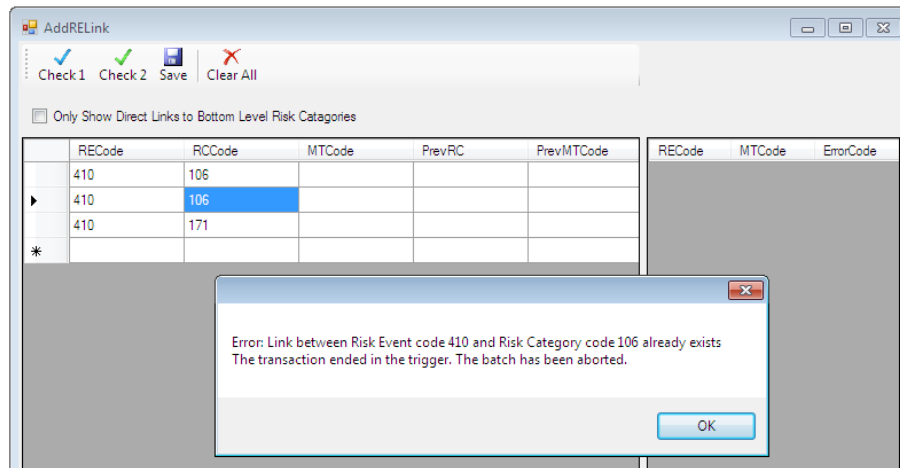 AddRELink
Check 1 Check 2 Save Clear All
Only Show Direct Links to Bottom Level Risk Catagories
RECode RCCode MTCode PrevRC PrevMTCode RECode MTCode ErrorCode
410 106
410 106
410 171
Error: Link between Risk Event code 410 and Risk Category code 106 already exists
The transaction ended in the trigger. The batch has been aborted.
OK